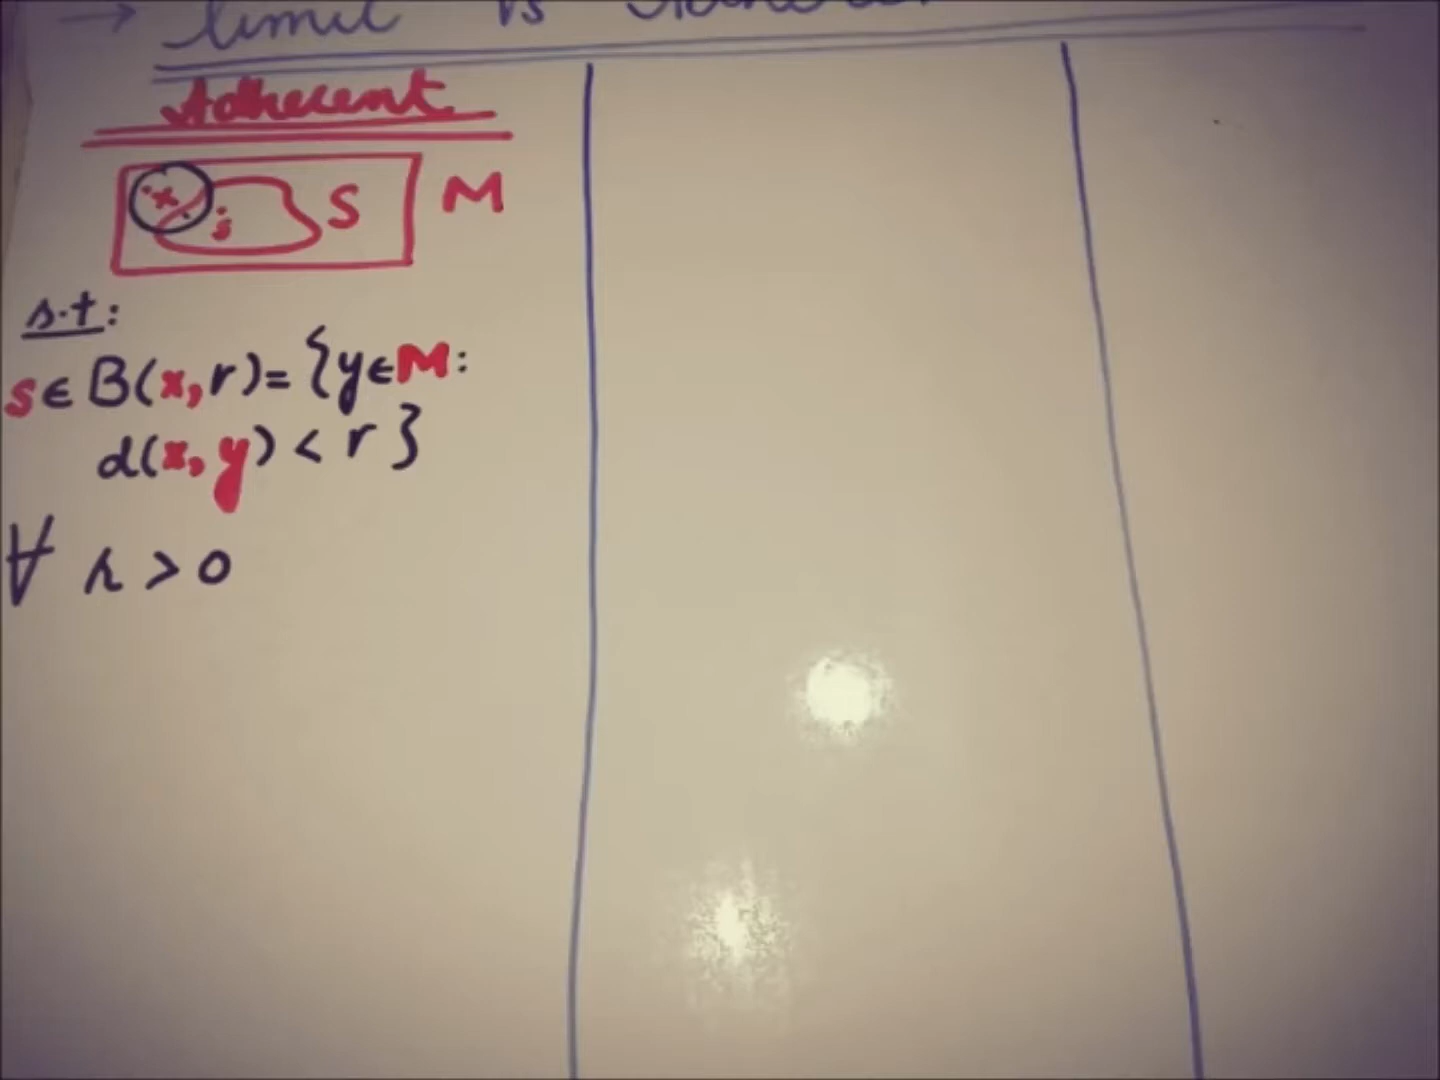 → limit vs
Adherent
x s S M
s.t:
s ∈ B(x, r) = { y ∈ M:
d(x, y) < r }
∀ r > 0